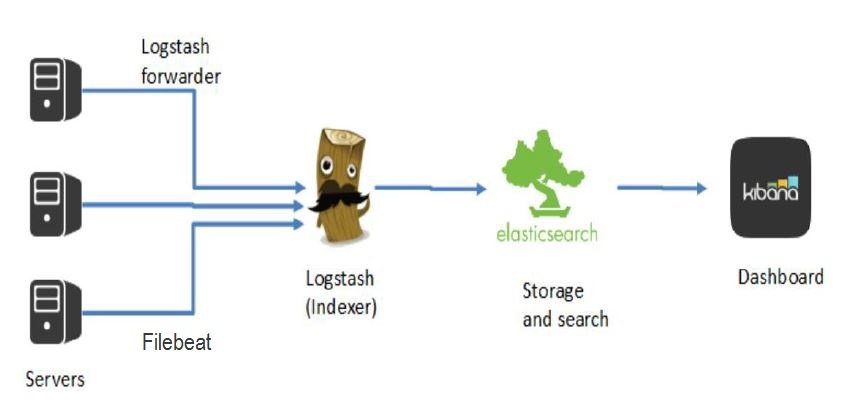 Logstash
forwarder
Filebeat
Servers
Logstash
(Indexer)
elasticsearch
Storage
and search
kibana
Dashboard